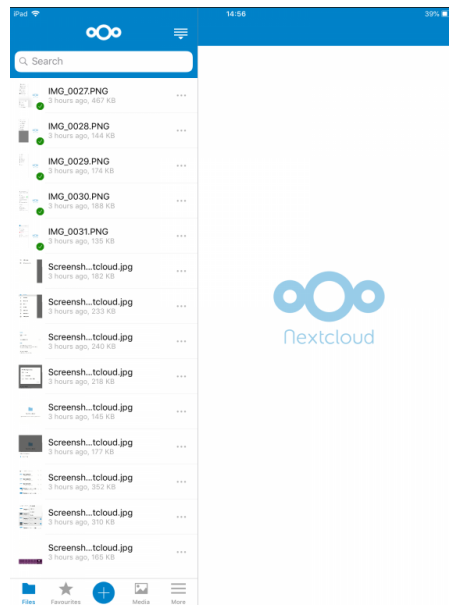 iPad 14:56 39%
Search
IMG_0027.PNG
3 hours ago, 467 KB
IMG_0028.PNG
3 hours ago, 144 KB
IMG_0029.PNG
3 hours ago, 174 KB
IMG_0030.PNG
3 hours ago, 188 KB
IMG_0031.PNG
3 hours ago, 135 KB
Screensh...tcloud.jpg
3 hours ago, 182 KB
Screensh...tcloud.jpg
3 hours ago, 233 KB
Screensh...tcloud.jpg
3 hours ago, 240 KB
Screensh...tcloud.jpg
3 hours ago, 218 KB
Screensh...tcloud.jpg
3 hours ago, 145 KB
Screensh...tcloud.jpg
3 hours ago, 177 KB
Screensh...tcloud.jpg
3 hours ago, 352 KB
Screensh...tcloud.jpg
3 hours ago, 310 KB
Screensh...tcloud.jpg
3 hours ago, 165 KB
Nextcloud
Files Favourites Media More